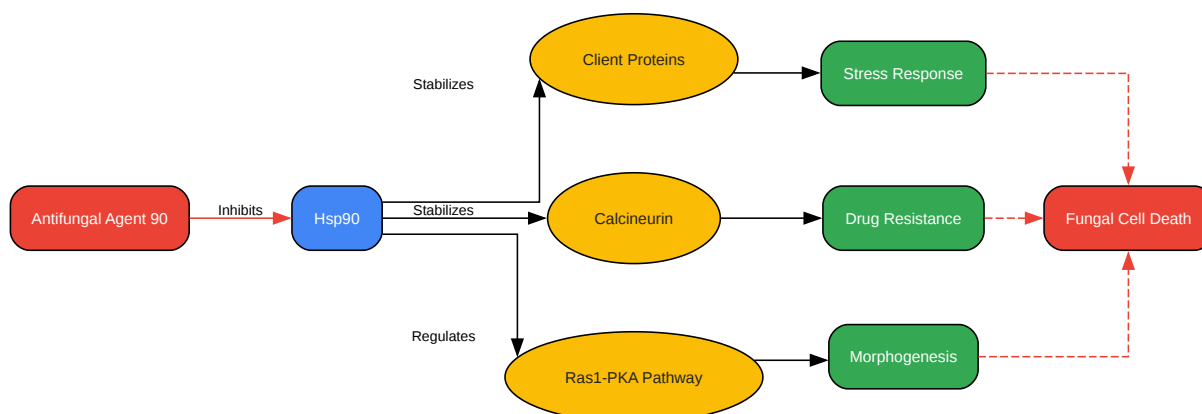 Client Proteins
Stress Response
Stabilizes
Antifungal Agent 90
Inhibits
Hsp90
Stabilizes
Calcineurin
Drug Resistance
Fungal Cell Death
Regulates
Ras1-PKA Pathway
Morphogenesis